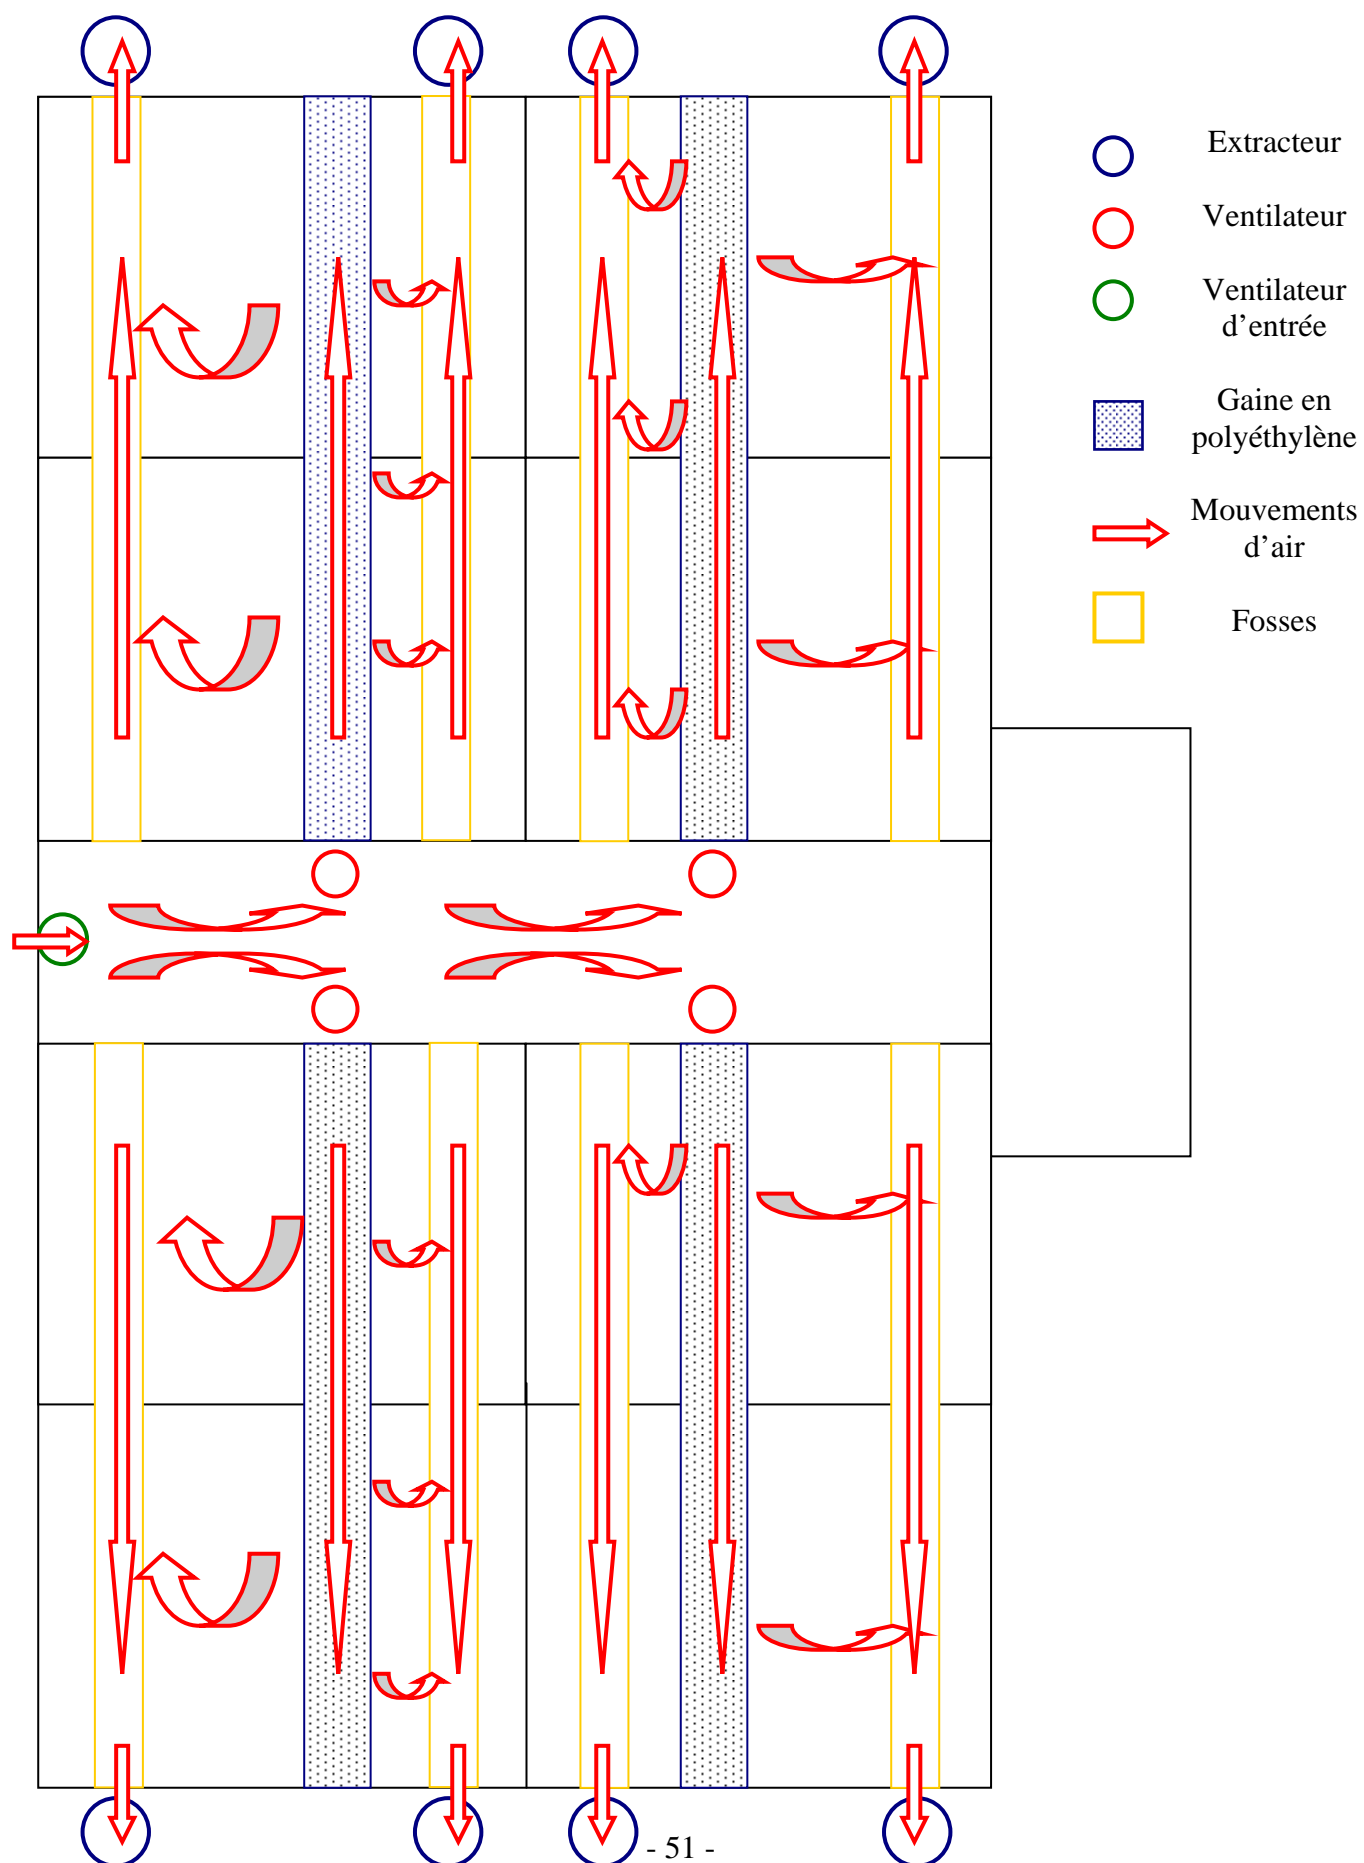 Extracteur
Ventilateur
Ventilateur
d’entrée
Gaine en
polyéthylène
Mouvements
d’air
Fosses
- 51 -